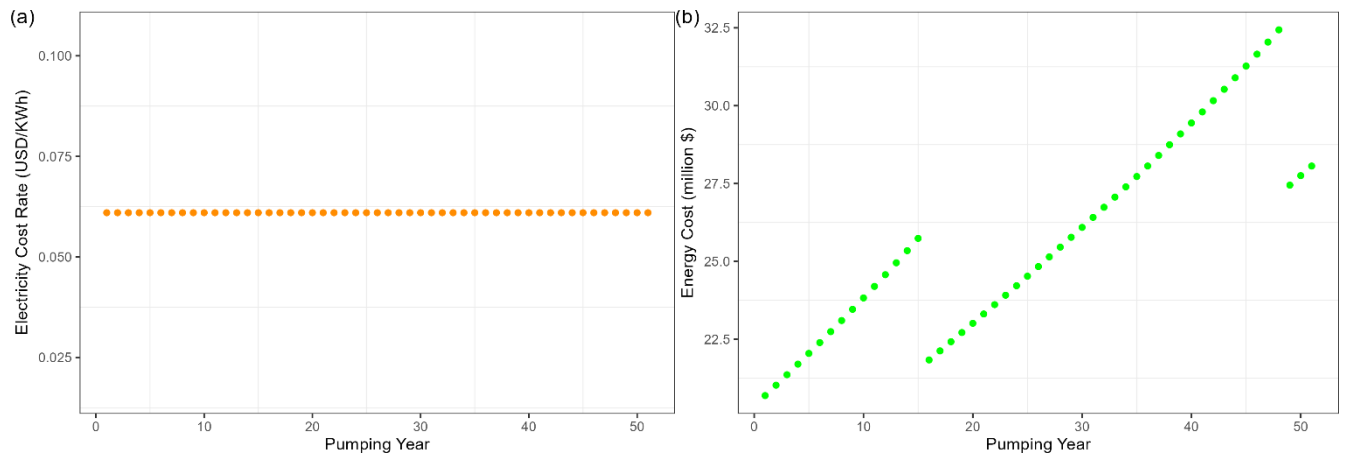 (a)
Electricity Cost Rate (USD/KWh)
0.100
0.075
0.050
0.025
0 10 20 30 40 50
Pumping Year
(b)
Energy Cost (million $)
32.5
30.0
27.5
25.0
22.5
0 10 20 30 40 50
Pumping Year